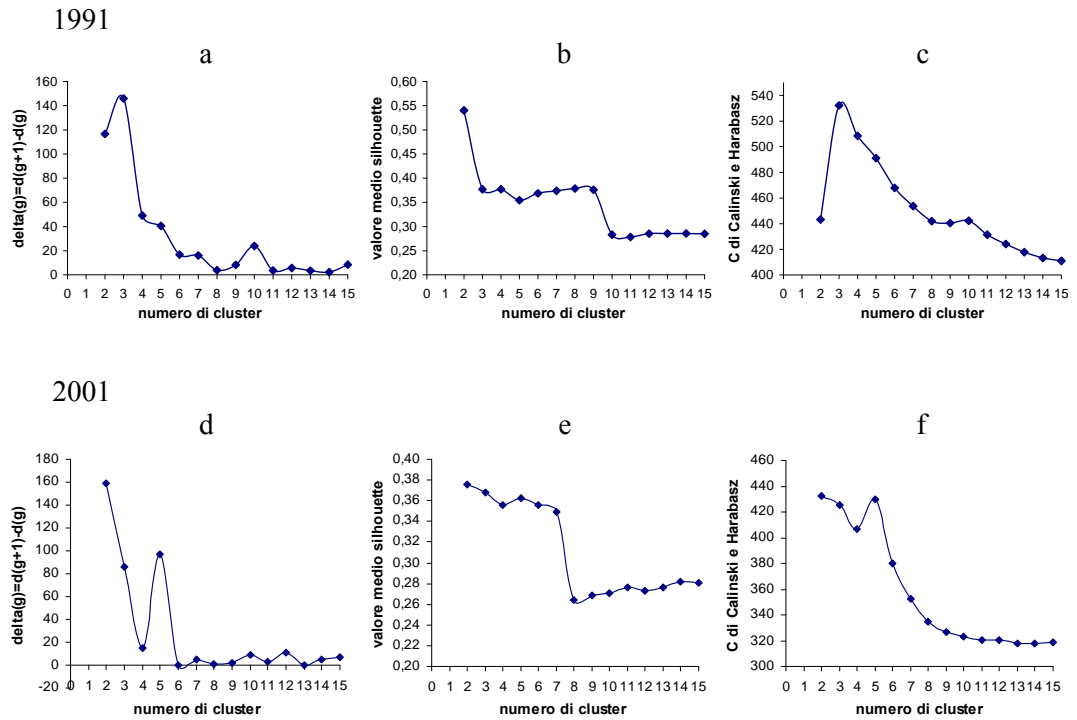 1991
a
b
c
delta(g)=d(g+1)-d(g)
160
140
120
100
80
60
40
20
0
0 1 2 3 4 5 6 7 8 9 10 11 12 13 14 15
numero di cluster
valore medio silhouette
0,60
0,55
0,50
0,45
0,40
0,35
0,30
0,25
0,20
0 1 2 3 4 5 6 7 8 9 10 11 12 13 14 15
numero di cluster
C di Calinski e Harabasz
540
520
500
480
460
440
420
400
0 1 2 3 4 5 6 7 8 9 10 11 12 13 14 15
numero di cluster
2001
d
e
f
delta(g)=d(g+1)-d(g)
180
160
140
120
100
80
60
40
20
0
-20
0 1 2 3 4 5 6 7 8 9 10 11 12 13 14 15
numero di cluster
valore medio silhouette
0,40
0,38
0,36
0,34
0,32
0,30
0,28
0,26
0,24
0,22
0,20
0 1 2 3 4 5 6 7 8 9 10 11 12 13 14 15
numero di cluster
C di Calinski e Harabasz
460
440
420
400
380
360
340
320
300
0 1 2 3 4 5 6 7 8 9 10 11 12 13 14 15
numero di cluster